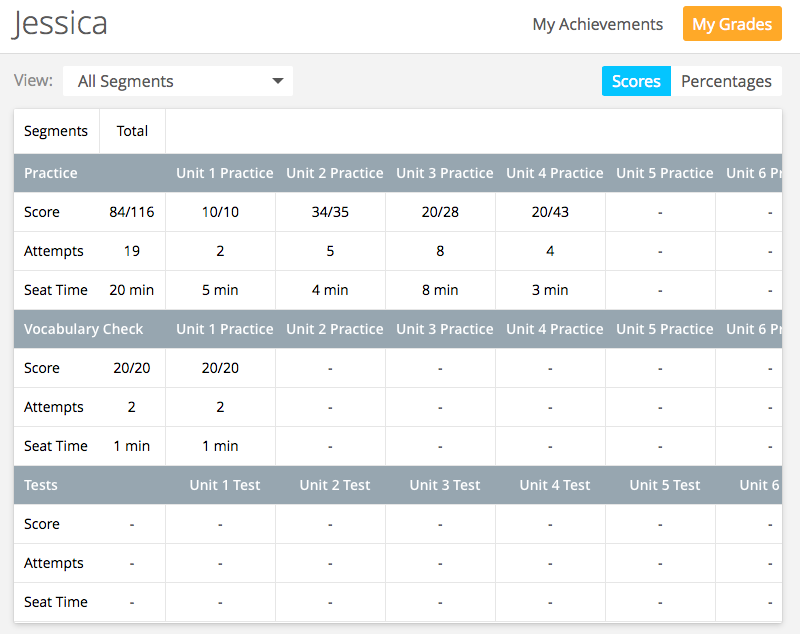 Jessica
My Achievements My Grades
View: All Segments Scores Percentages
Segments Total
Practice Unit 1 Practice Unit 2 Practice Unit 3 Practice Unit 4 Practice Unit 5 Practice Unit 6 Pr
Score 84/116 10/10 34/35 20/28 20/43 - -
Attempts 19 2 5 8 4 - -
Seat Time 20 min 5 min 4 min 8 min 3 min - -
Vocabulary Check Unit 1 Practice Unit 2 Practice Unit 3 Practice Unit 4 Practice Unit 5 Practice Unit 6 Pr
Score 20/20 20/20 - - - - -
Attempts 2 2 - - - - -
Seat Time 1 min 1 min - - - - -
Tests Unit 1 Test Unit 2 Test Unit 3 Test Unit 4 Test Unit 5 Test Unit 6
Score - - - - - - -
Attempts - - - - - - -
Seat Time - - - - - - -